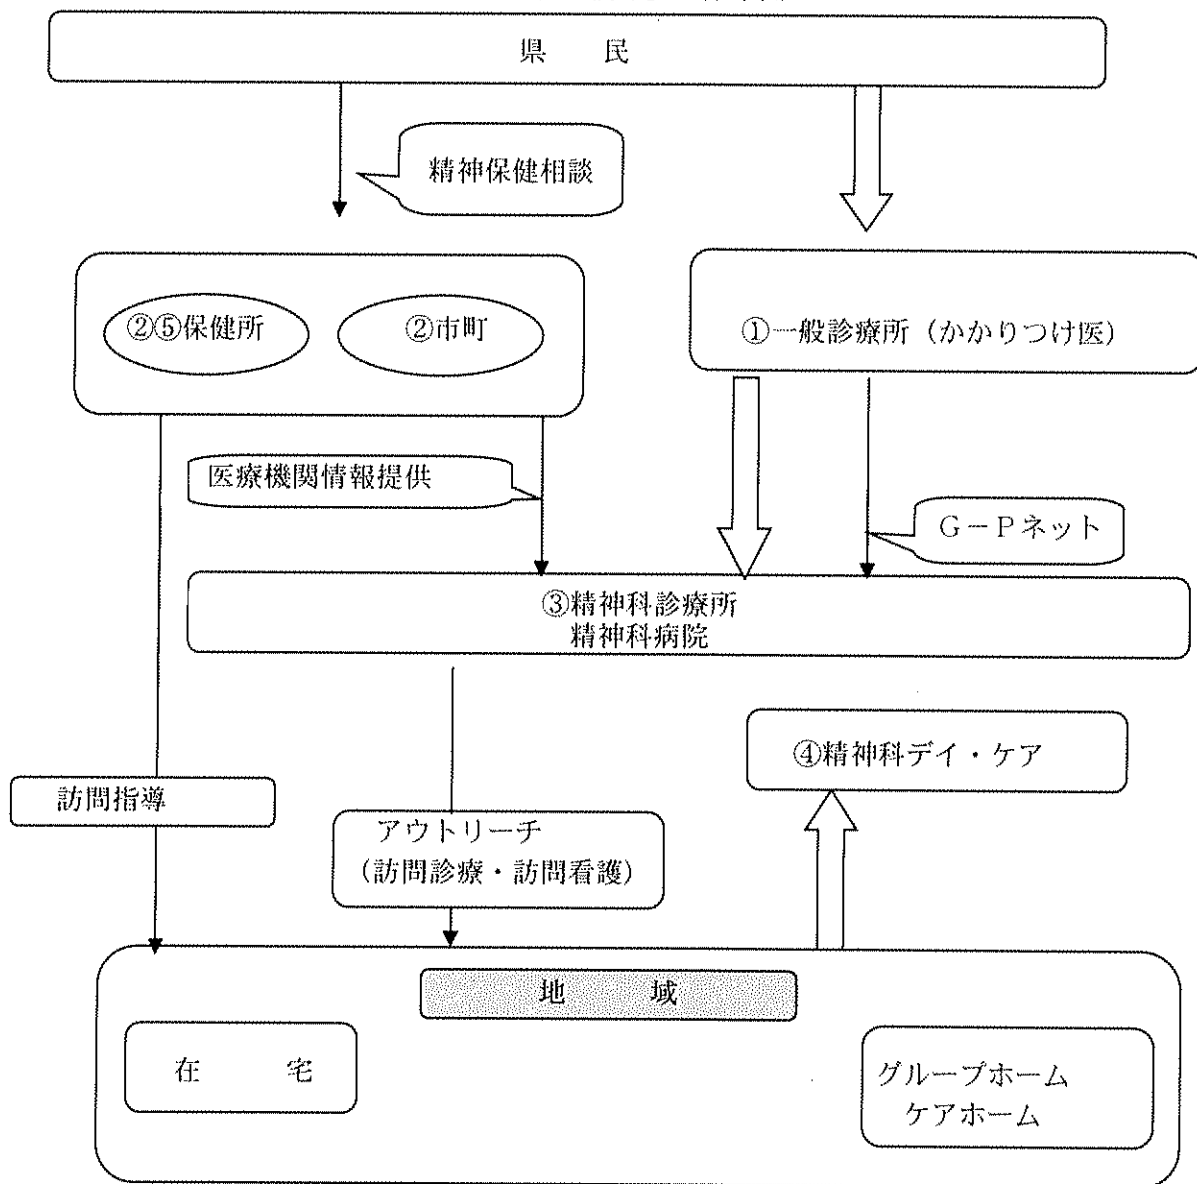 県 民
精神保健相談
②⑤保健所
②市町
①一般診療所（かかりつけ医）
医療機関情報提供
G－Pネット
③精神科診療所
精神科病院
④精神科デイ・ケア
訪問指導
アウトリーチ
（訪問診療・訪問看護）
地 域
在 宅
グループホーム
ケアホーム